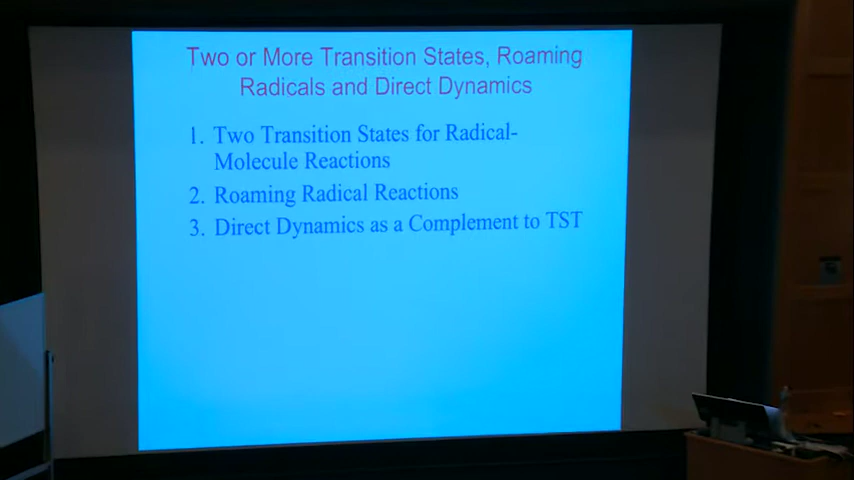 Two or More Transition States, Roaming
Radicals and Direct Dynamics
1. Two Transition States for Radical-
Molecule Reactions
2. Roaming Radical Reactions
3. Direct Dynamics as a Complement to TST